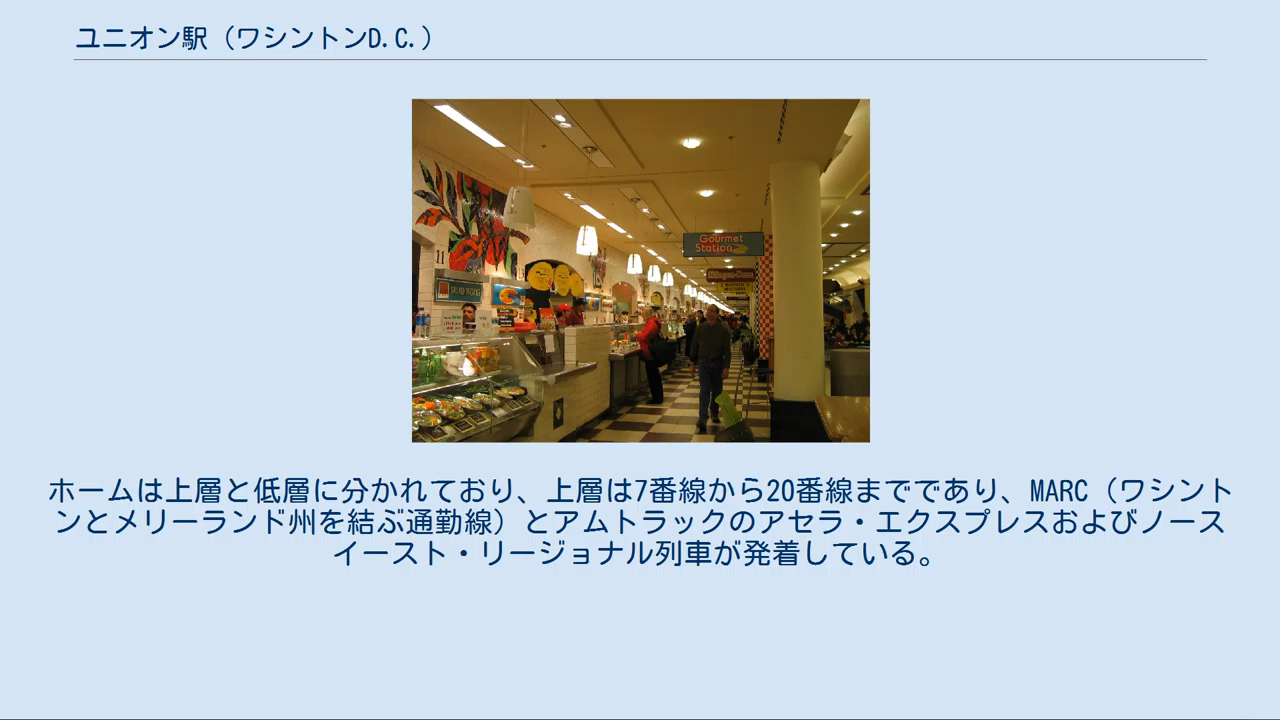 ユニオン駅（ワシントンD.C.）
Gourmet
Station
11
SALAD WORKS
ホームは上層と低層に分かれており、上層は7番線から20番線までであり、MARC（ワシント
ンとメリーランド州を結ぶ通勤線）とアムトラックのアセラ・エクスプレスおよびノース
イースト・リージョナル列車が発着している。